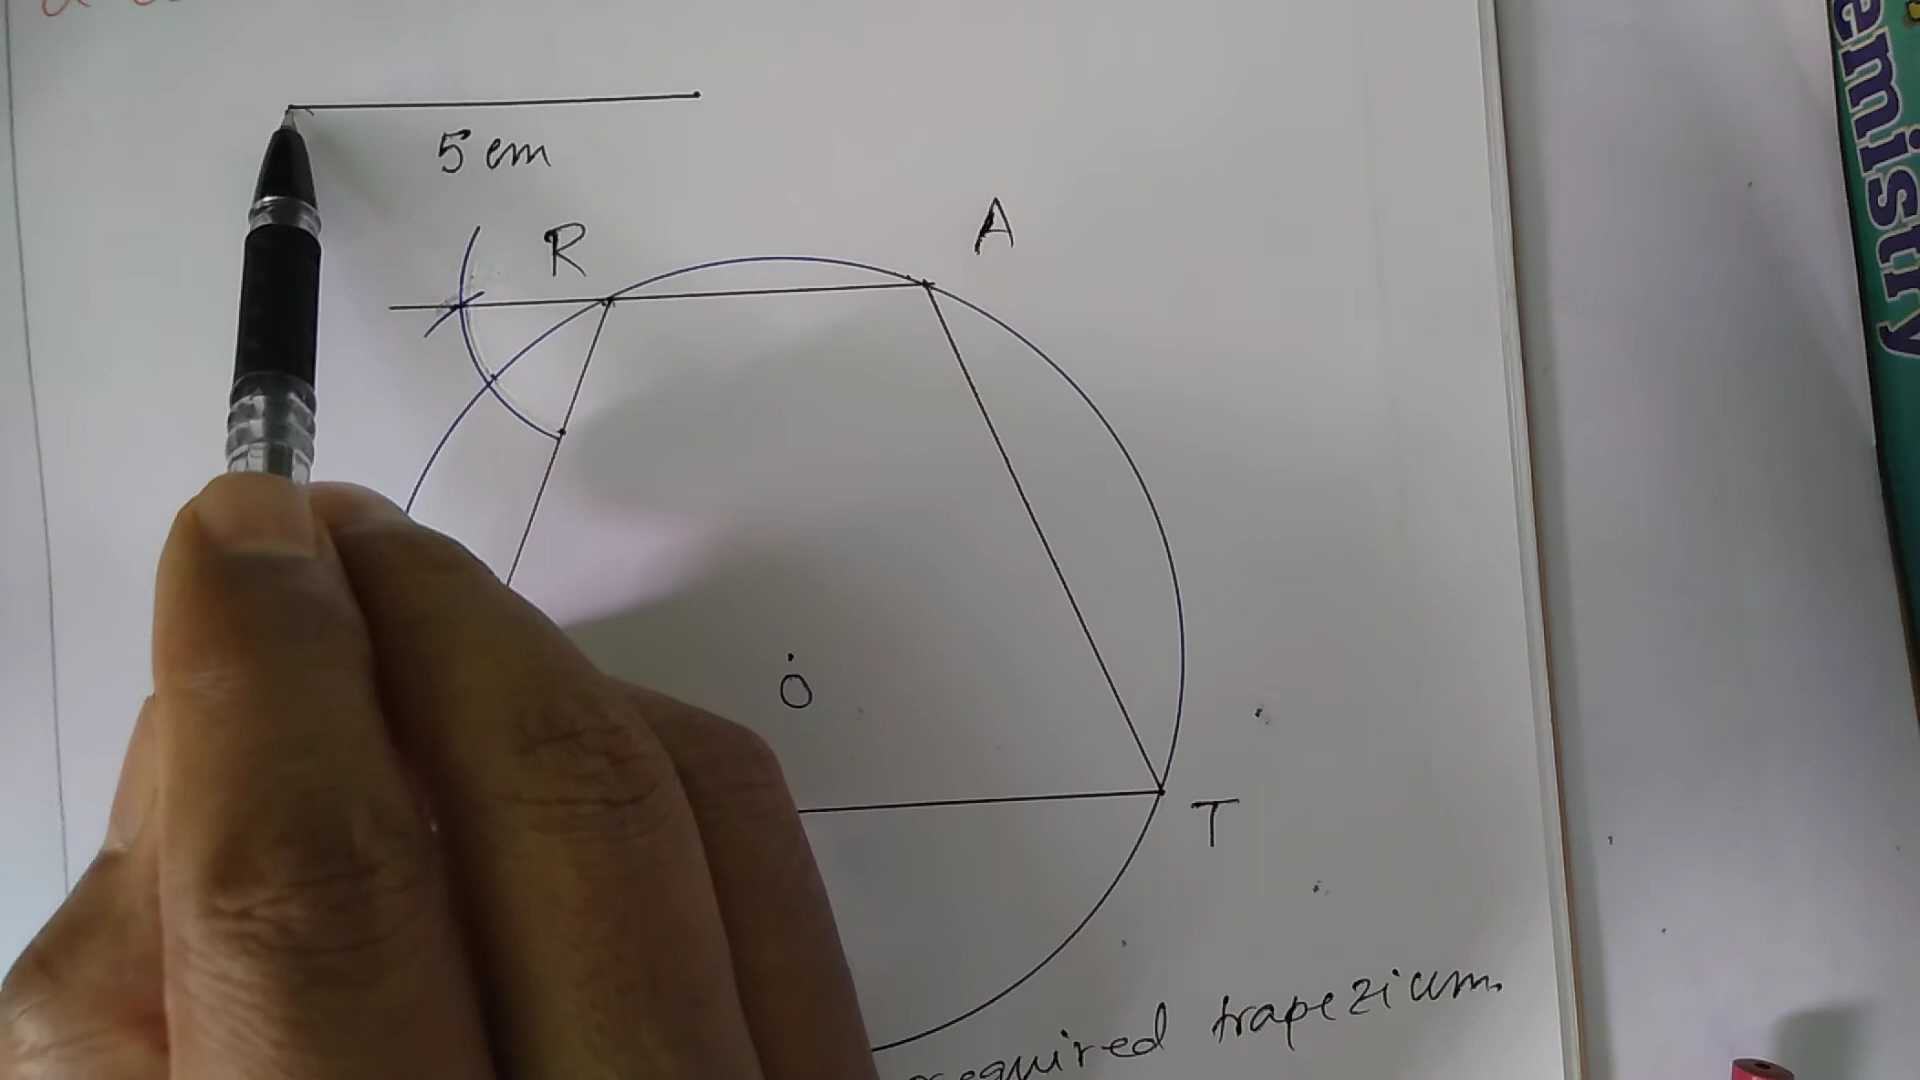 5 cm
R
A
O
T
required trapezium.
emistry